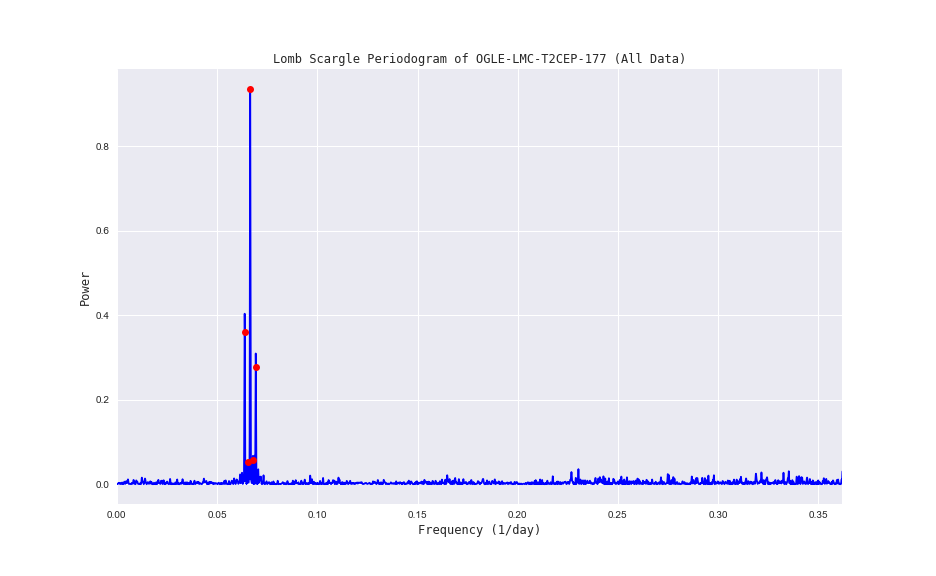 Lomb Scargle Periodogram of OGLE-LMC-T2CEP-177 (All Data)
0.8
0.6
0.4
0.2
0.0
Power
0.00 0.05 0.10 0.15 0.20 0.25 0.30 0.35
Frequency (1/day)